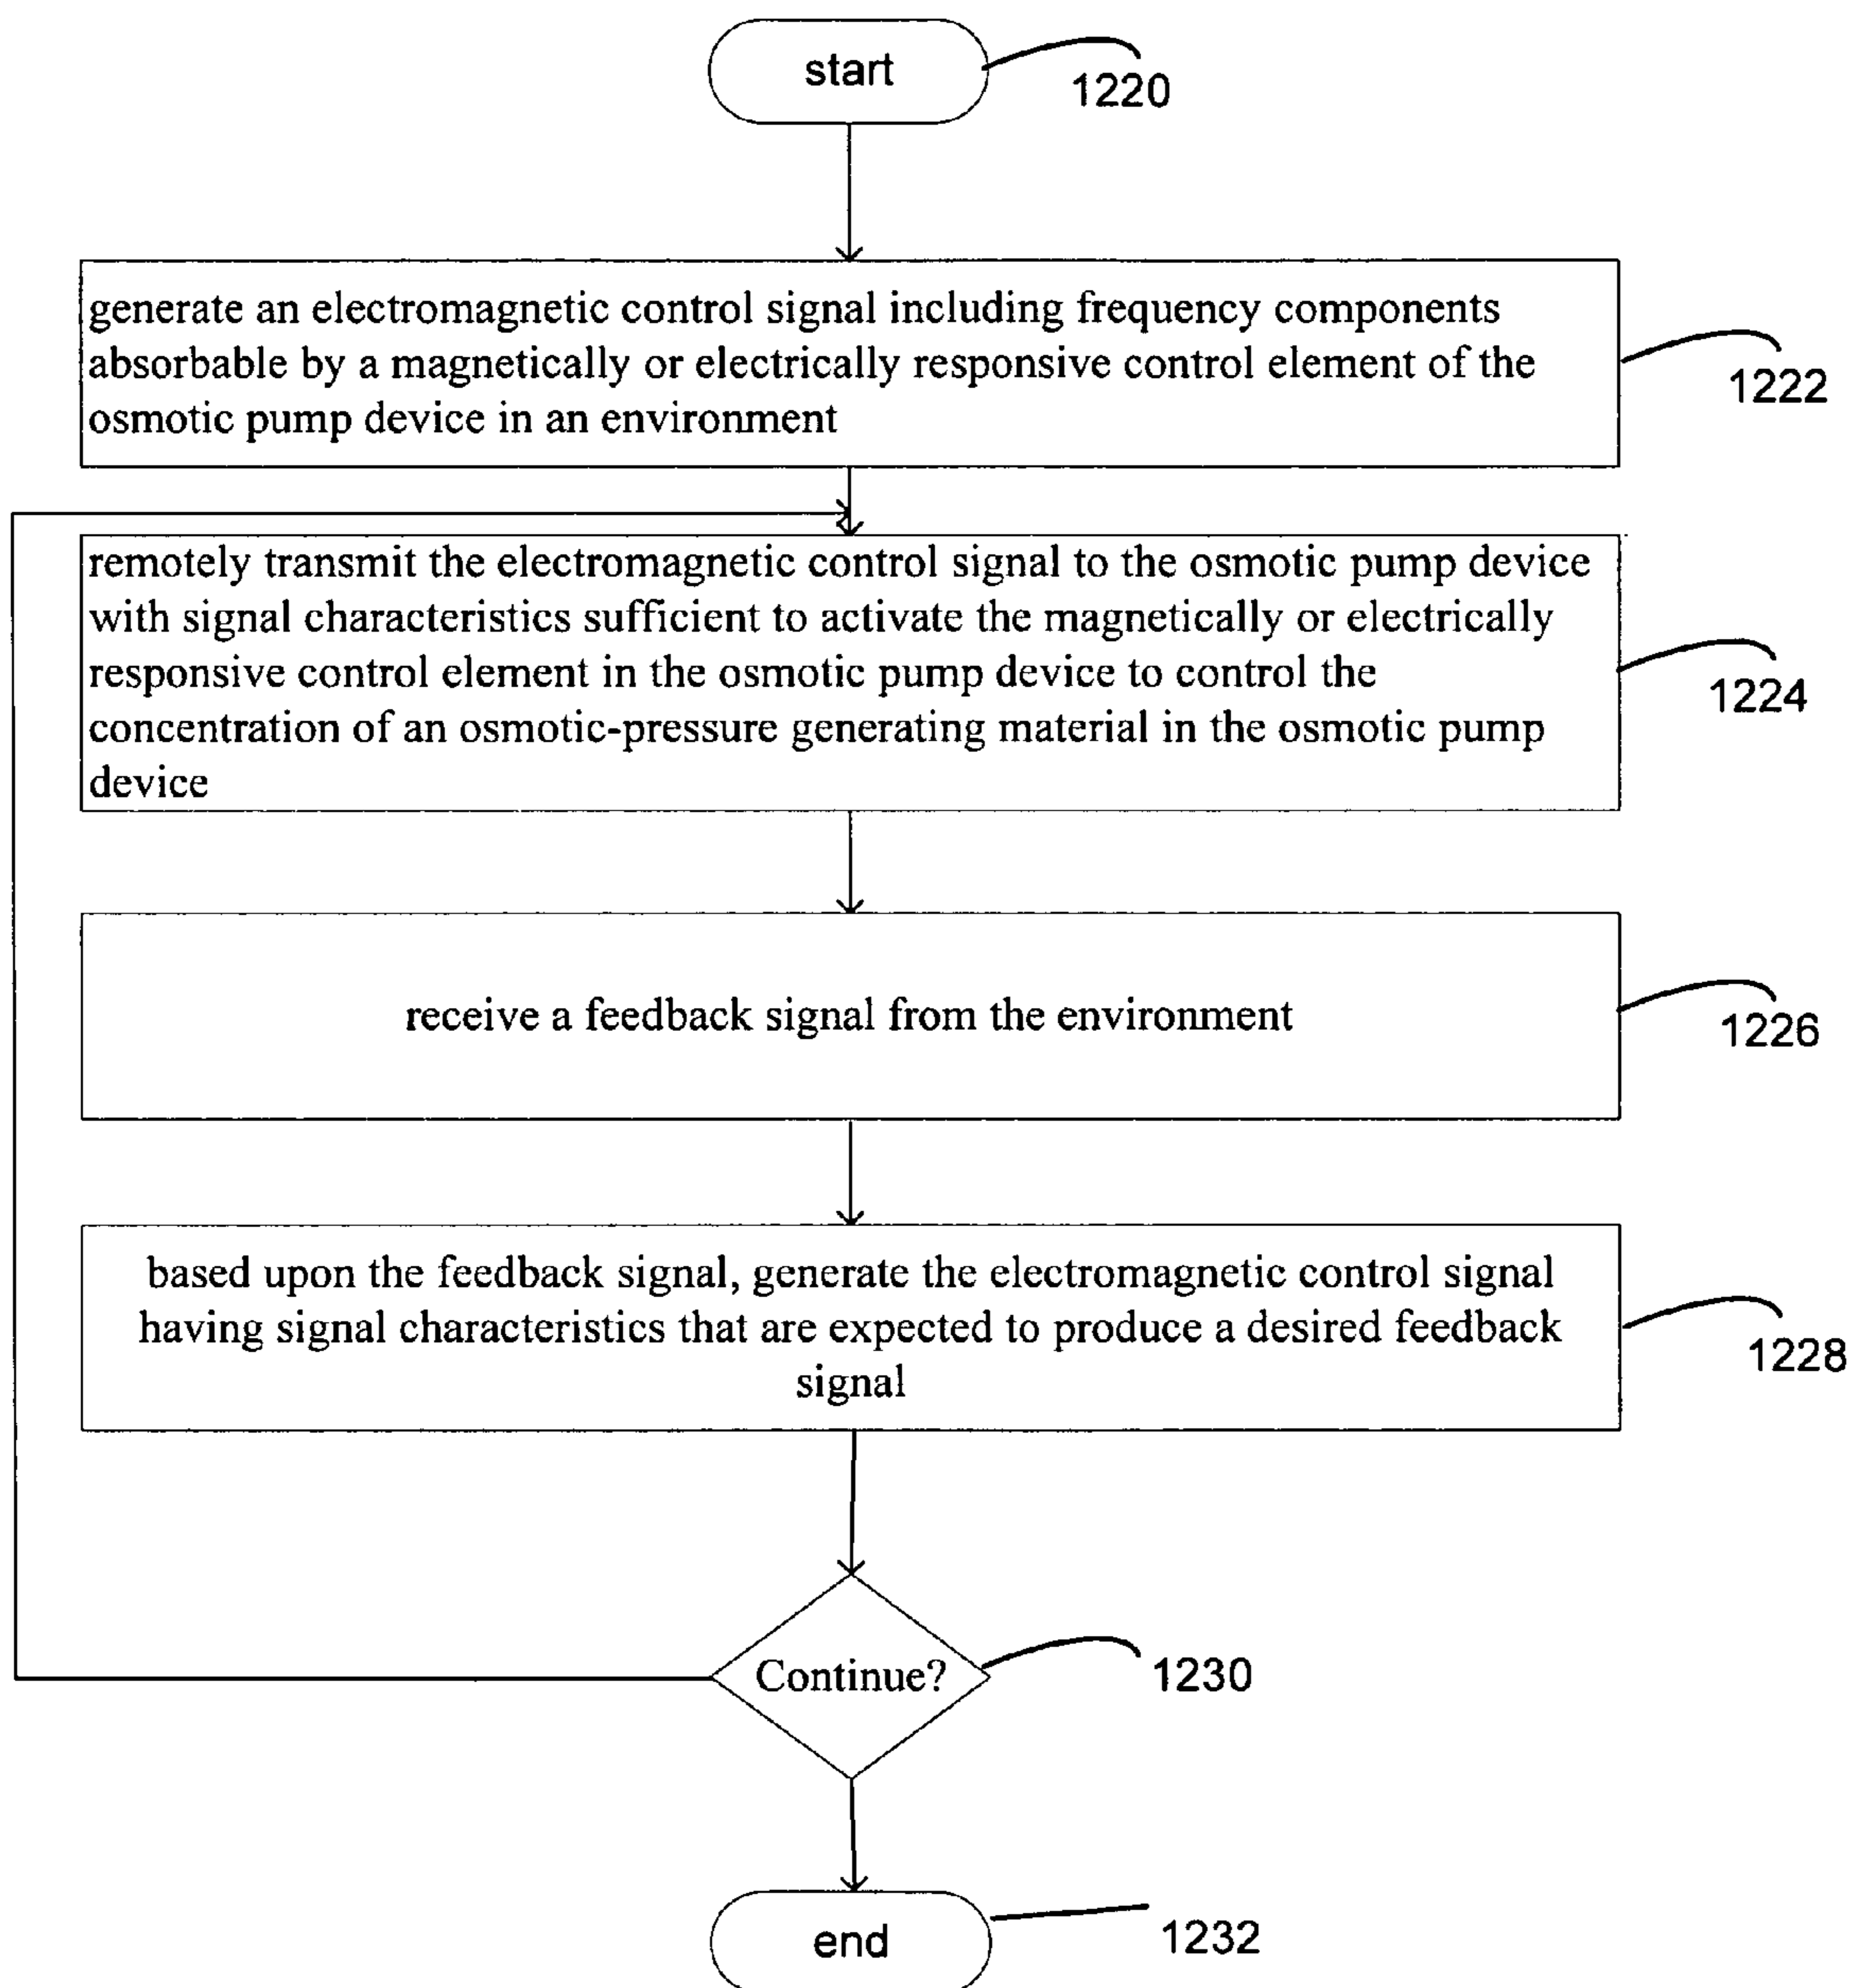 start
1220
generate an electromagnetic control signal including frequency components
absorbable by a magnetically or electrically responsive control element of the
osmotic pump device in an environment
1222
remotely transmit the electromagnetic control signal to the osmotic pump device
with signal characteristics sufficient to activate the magnetically or electrically
responsive control element in the osmotic pump device to control the
concentration of an osmotic-pressure generating material in the osmotic pump
device
1224
receive a feedback signal from the environment
1226
based upon the feedback signal, generate the electromagnetic control signal
having signal characteristics that are expected to produce a desired feedback
signal
1228
Continue?
1230
end
1232